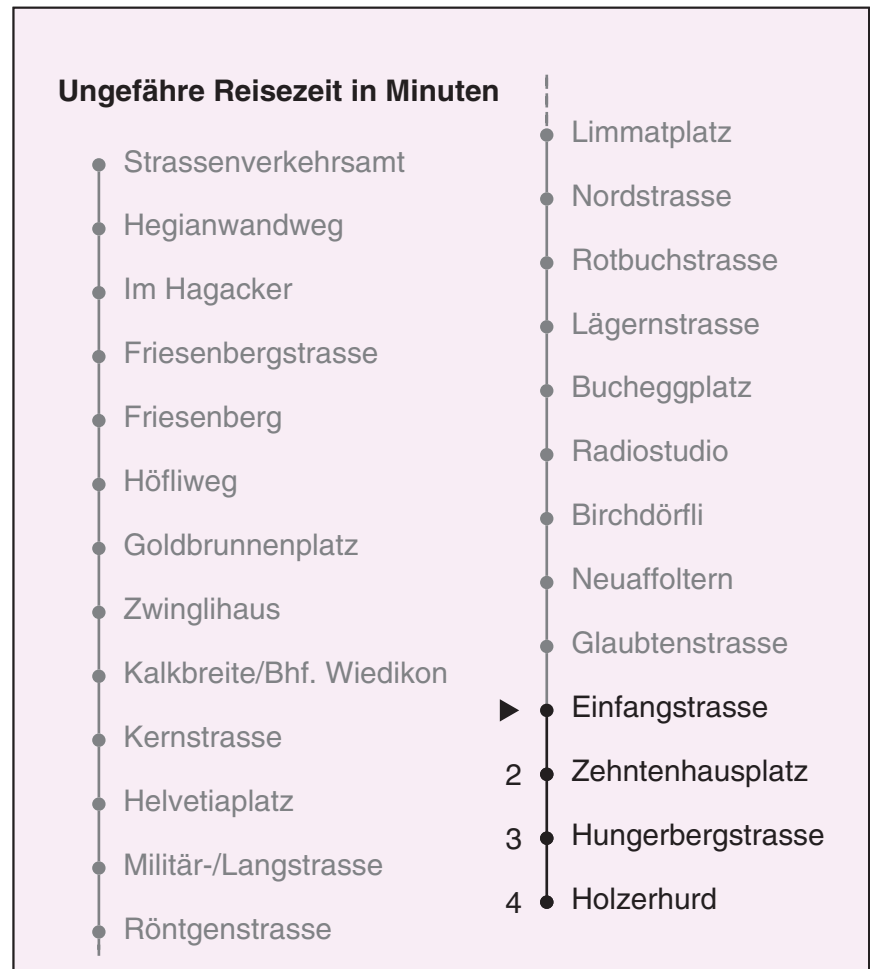 Ungefähre Reisezeit in Minuten
Strassenverkehrsamt
Hegianwandweg
Im Hagacker
Friesenbergstrasse
Friesenberg
Höfliweg
Goldbrunnenplatz
Zwinglihaus
Kalkbreite/Bhf. Wiedikon
Kernstrasse
Helvetiaplatz
Militär-/Langstrasse
Röntgenstrasse
Limmatplatz
Nordstrasse
Rotbuchstrasse
Lägernstrasse
Bucheggplatz
Radiostudio
Birchdörfli
Neuaffoltern
Glaubtenstrasse
Einfangstrasse
2 Zehntenhausplatz
3 Hungerbergstrasse
4 Holzerhurd